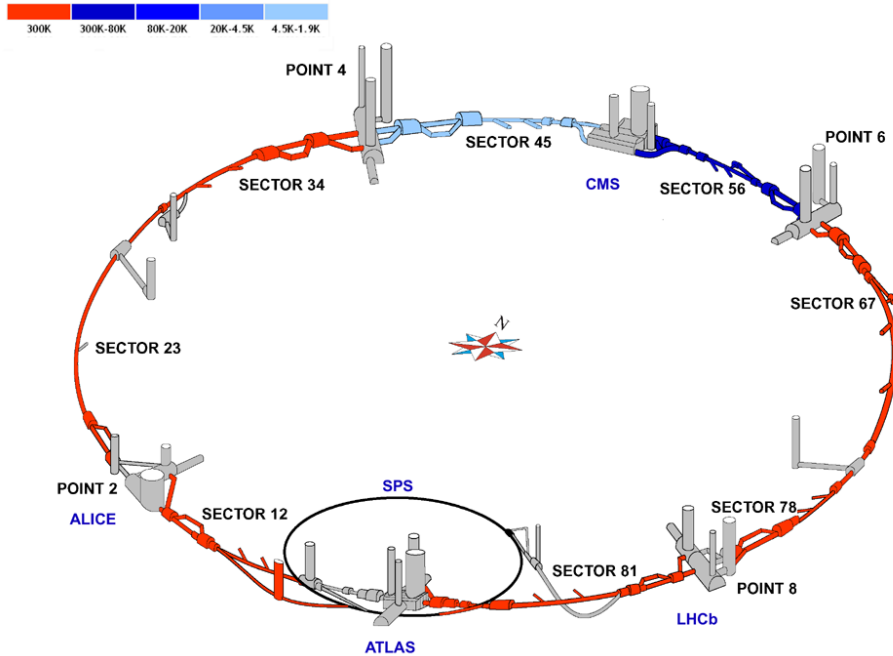 300K 300K-80K 80K-20K 20K-4.5K 4.5K-1.9K
POINT 4
SECTOR 45
POINT 6
CMS
SECTOR 56
SECTOR 34
N
SECTOR 67
SECTOR 23
POINT 2
SPS
ALICE
SECTOR 12
SECTOR 78
SECTOR 81
POINT 8
LHCb
ATLAS